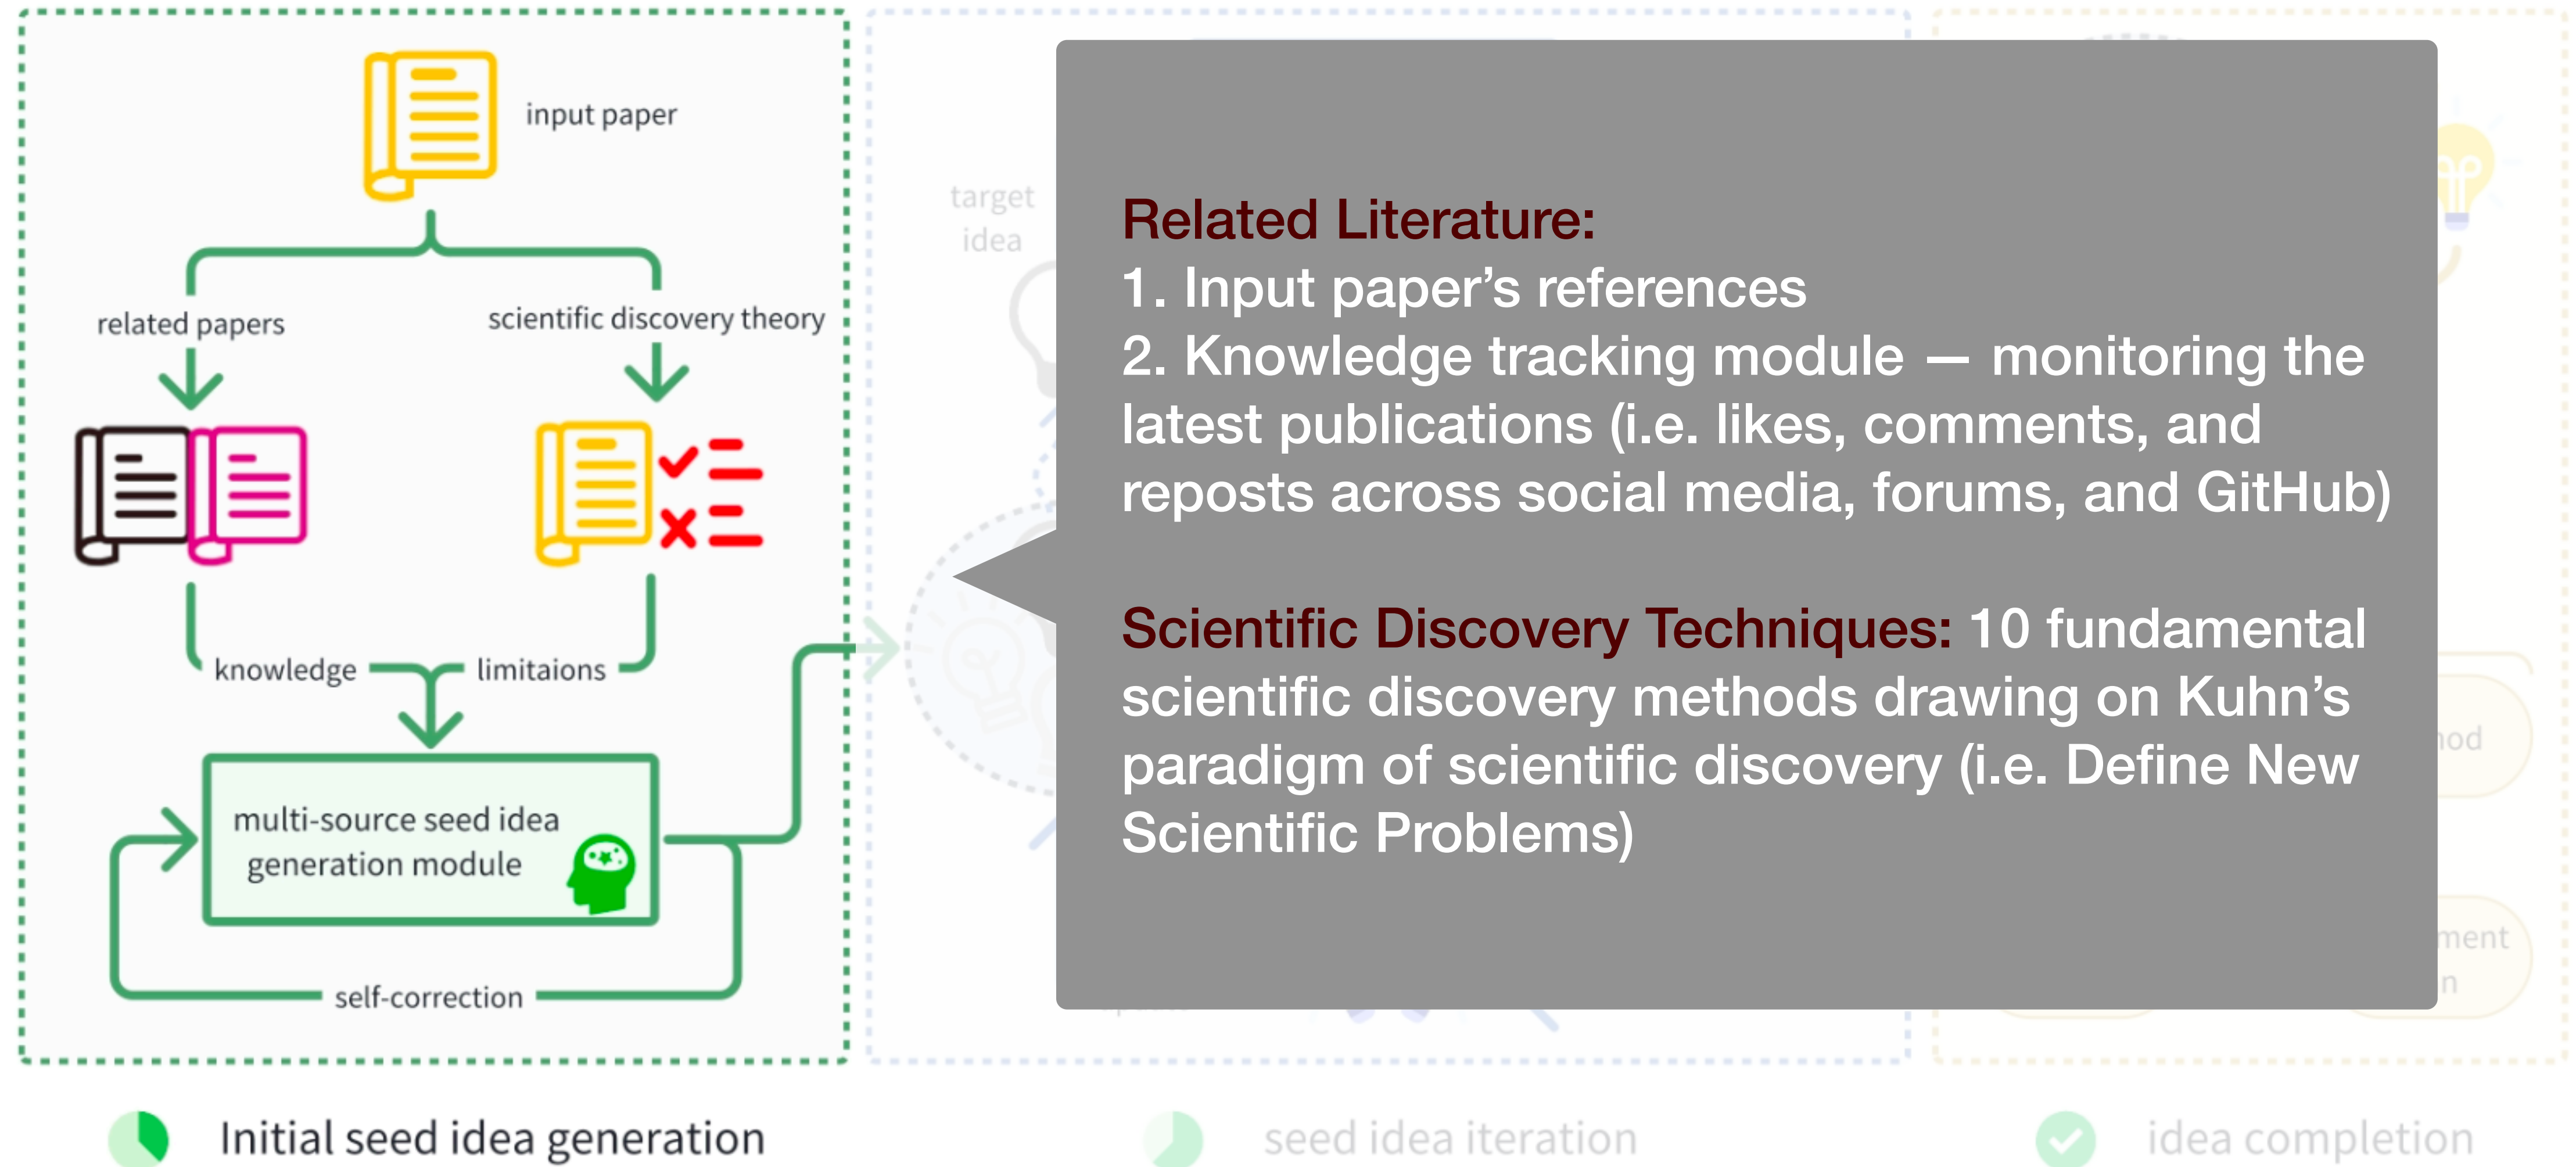 input paper
related papers
scientific discovery theory
knowledge
limitaions
multi-source seed idea
generation module
self-correction
target
idea
Related Literature:
1. Input paper’s references
2. Knowledge tracking module — monitoring the
latest publications (i.e. likes, comments, and
reposts across social media, forums, and GitHub)
Scientific Discovery Techniques: 10 fundamental
scientific discovery methods drawing on Kuhn’s
paradigm of scientific discovery (i.e. Define New
Scientific Problems)
Initial seed idea generation
seed idea iteration
idea completion